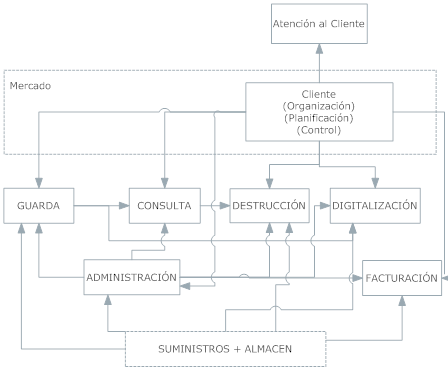 Atención al Cliente
Mercado
Cliente
(Organización)
(Planificación)
(Control)
GUARDA
CONSULTA
DESTRUCCIÓN
DIGITALIZACIÓN
ADMINISTRACIÓN
FACTURACIÓN
SUMINISTROS + ALMACEN